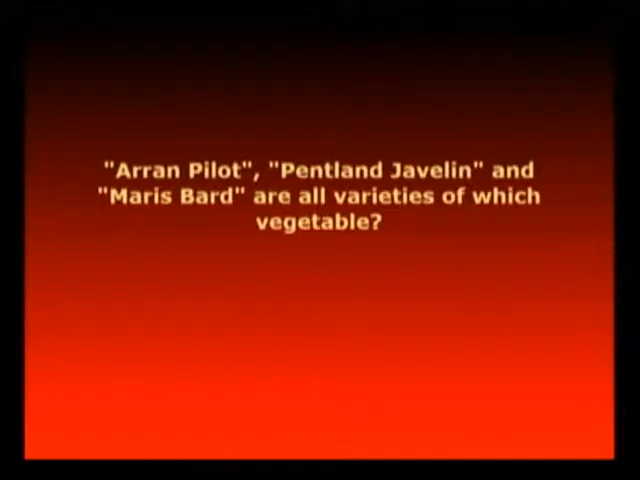 "Arran Pilot", "Pentland Javelin" and
"Maris Bard" are all varieties of which
vegetable?